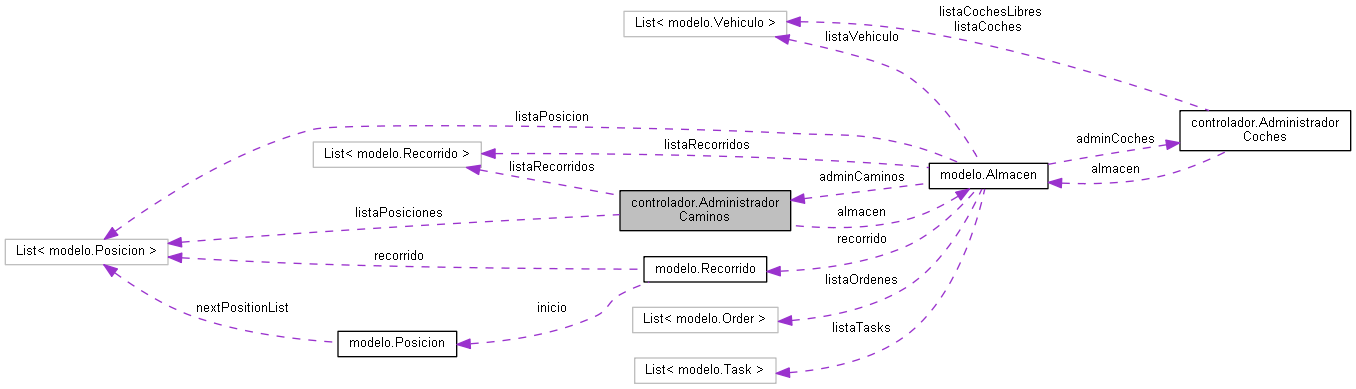 listaCochesLibres
listaCoches
List< modelo.Vehiculo >
listaVehiculo
listaPosicion
controlador.Administrador
Coches
adminCoches
listaRecorridos
List< modelo.Recorrido >
listaRecorridos
almacen
adminCaminos
modelo.Almacen
controlador.Administrador
Caminos
listaPosiciones
almacen
recorrido
List< modelo.Posicion >
recorrido
modelo.Recorrido
listaOrdenes
nextPositionList
inicio
List< modelo.Order >
listaTasks
modelo.Posicion
List< modelo.Task >